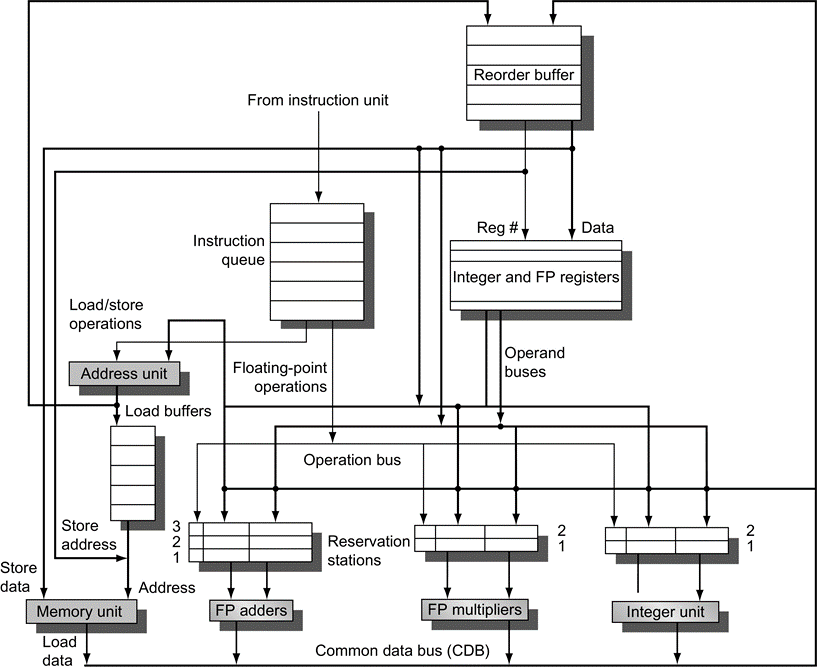 Reorder buffer
From instruction unit
Reg #
Data
Instruction
queue
Integer and FP registers
Load/store
operations
Operand
buses
Address unit
Floating-point
operations
Load buffers
Operation bus
Store
address
3
2
1
Reservation
stations
2
1
2
1
Store
data
Address
Memory unit
FP adders
FP multipliers
Integer unit
Load
data
Common data bus (CDB)